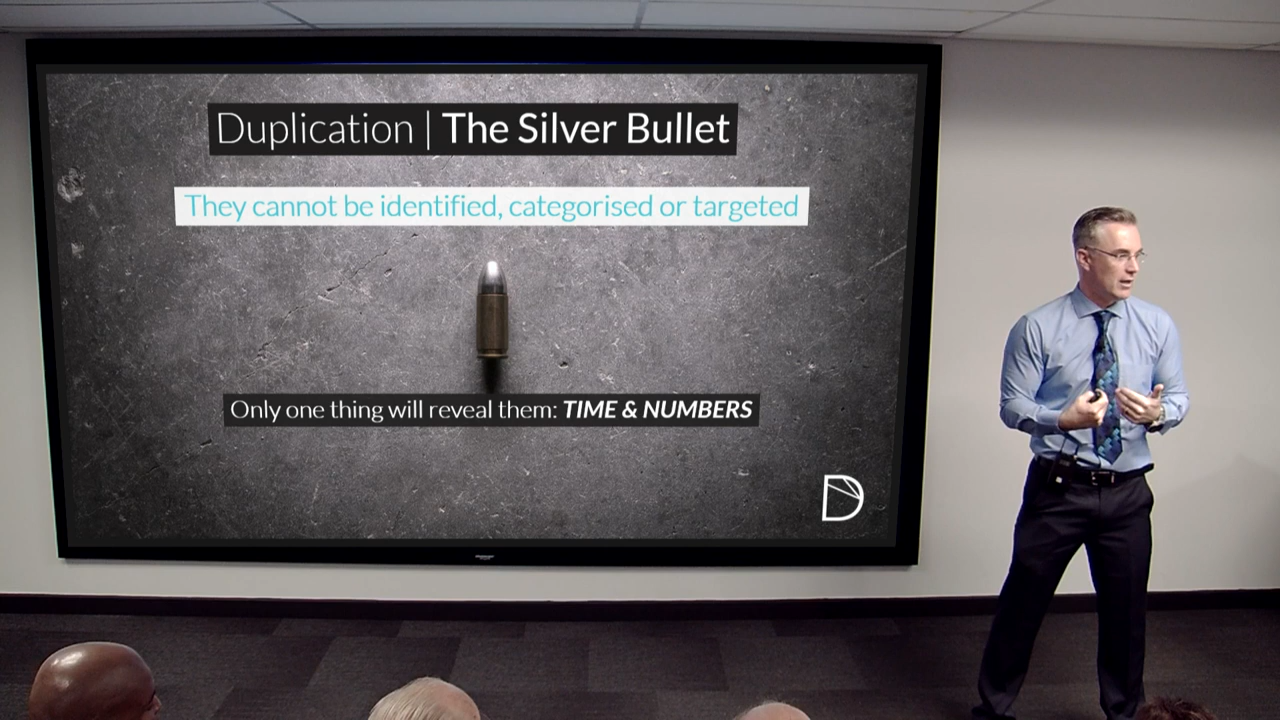 Duplication | The Silver Bullet
They cannot be identified, categorised or targeted
Only one thing will reveal them: TIME & NUMBERS